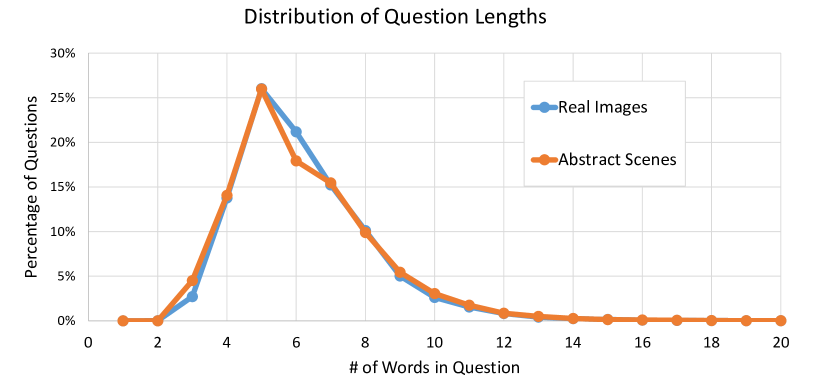 Distribution of Question Lengths
30%
25%
20%
15%
10%
5%
0%
Percentage of Questions
Real Images
Abstract Scenes
0 2 4 6 8 10 12 14 16 18 20
# of Words in Question